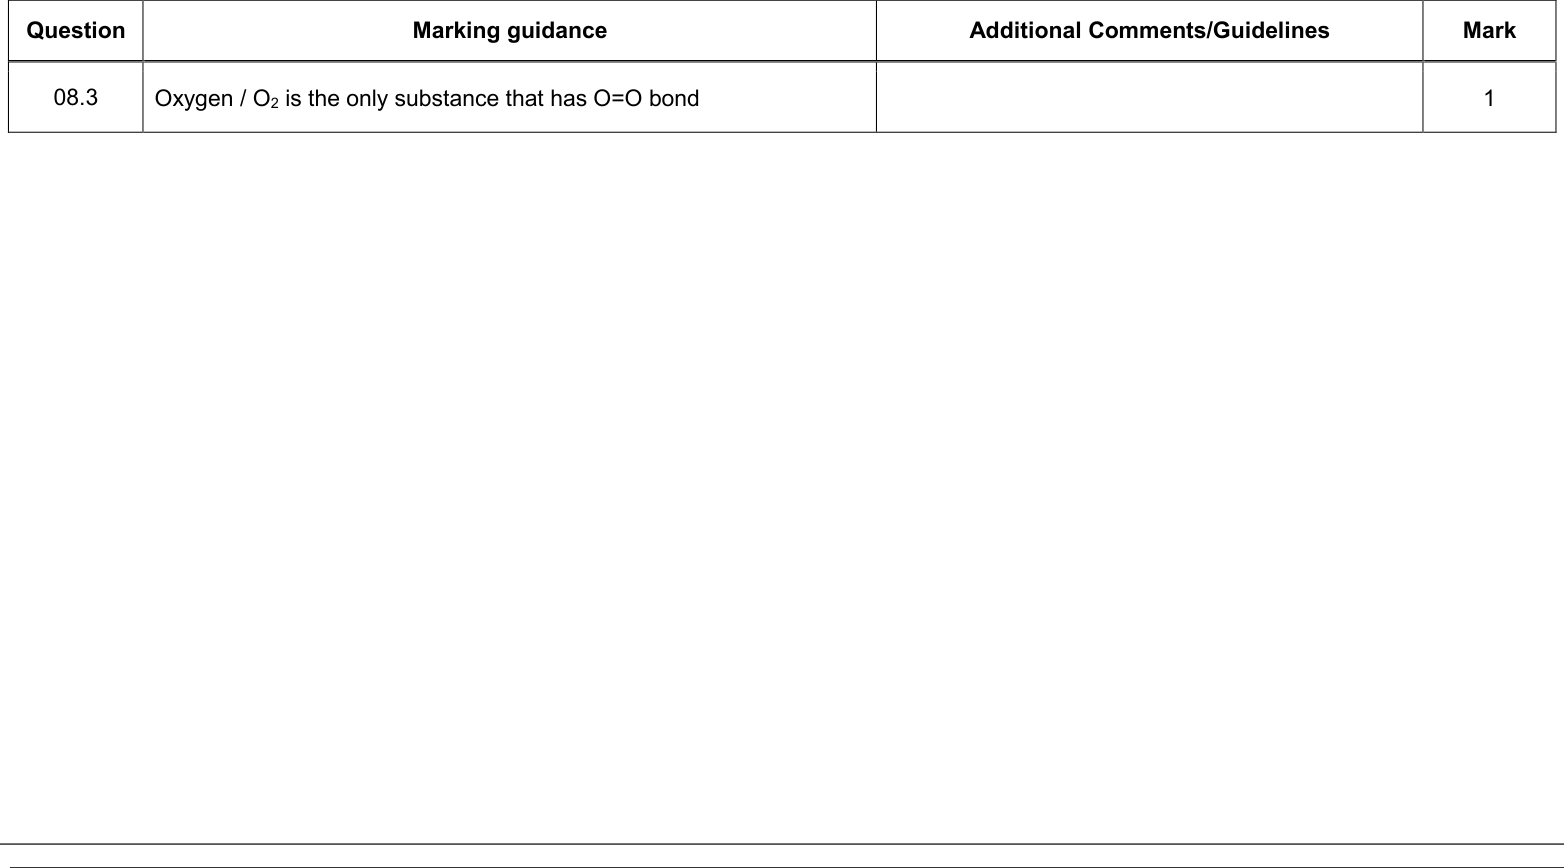 Question Marking guidance Additional Comments/Guidelines Mark
08.3 Oxygen / O₂ is the only substance that has O=O bond 1